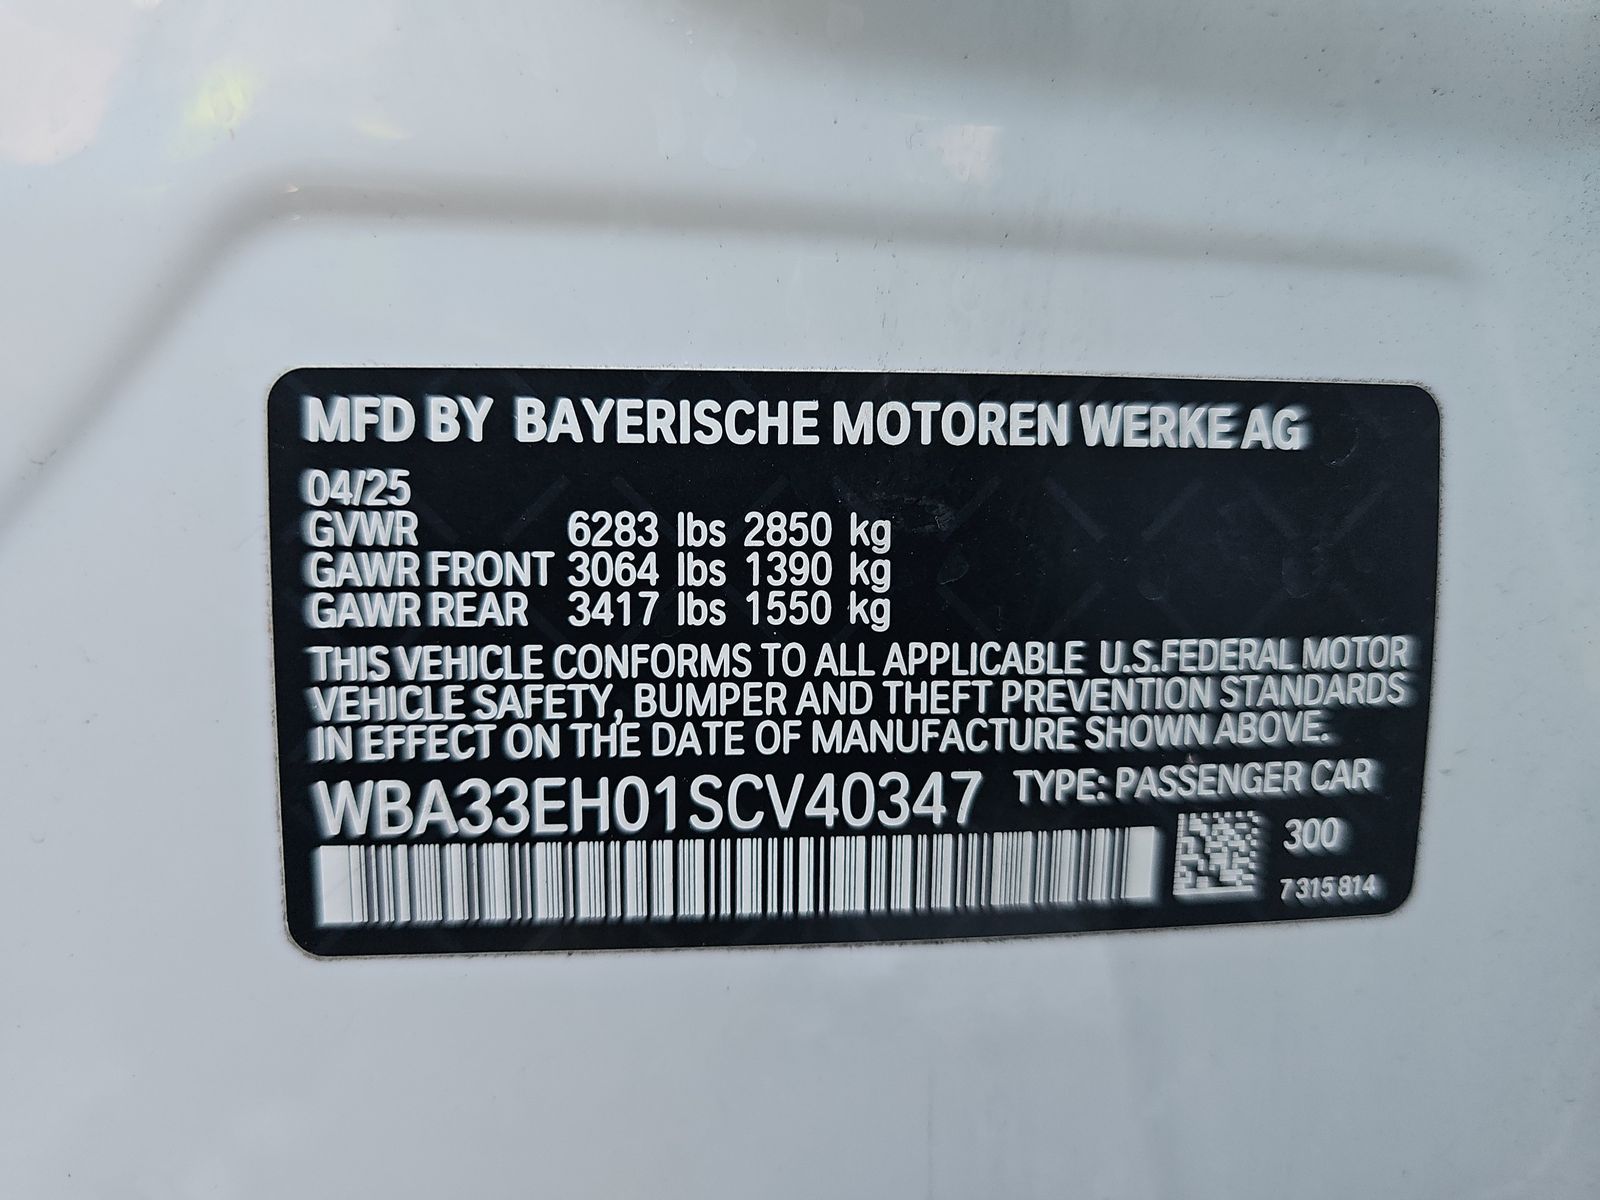 MFD BY BAYERISCHE MOTOREN WERKE AG
04/25
GVWR 6283 lbs 2850 kg
GAWR FRONT 3064 lbs 1390 kg
GAWR REAR 3417 lbs 1550 kg
THIS VEHICLE CONFORMS TO ALL APPLICABLE U.S.FEDERAL MOTOR
VEHICLE SAFETY, BUMPER AND THEFT PREVENTION STANDARDS
IN EFFECT ON THE DATE OF MANUFACTURE SHOWN ABOVE.
WBA33EH01SCV40347 TYPE: PASSENGER CAR
300
7 315 814